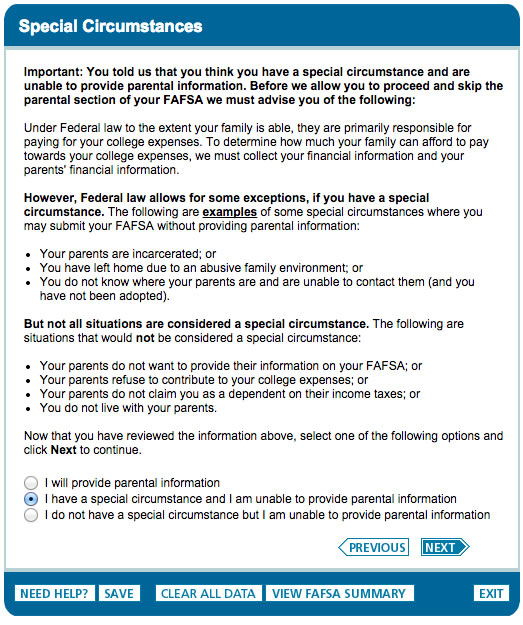 Special Circumstances
Important: You told us that you think you have a special circumstance and are
unable to provide parental information. Before we allow you to proceed and skip the
parental section of your FAFSA we must advise you of the following:
Under Federal law to the extent your family is able, they are primarily responsible for
paying for your college expenses. To determine how much your family can afford to pay
towards your college expenses, we must collect your financial information and your
parents' financial information.
However, Federal law allows for some exceptions, if you have a special
circumstance. The following are examples of some special circumstances where you
may submit your FAFSA without providing parental information:
• Your parents are incarcerated; or
• You have left home due to an abusive family environment; or
• You do not know where your parents are and are unable to contact them (and you
have not been adopted).
But not all situations are considered a special circumstance. The following are
situations that would not be considered a special circumstance:
• Your parents do not want to provide their information on your FAFSA; or
• Your parents refuse to contribute to your college expenses; or
• Your parents do not claim you as a dependent on their income taxes; or
• You do not live with your parents.
Now that you have reviewed the information above, select one of the following options and
click Next to continue.
I will provide parental information
I have a special circumstance and I am unable to provide parental information
I do not have a special circumstance but I am unable to provide parental information
PREVIOUS NEXT
NEED HELP? SAVE CLEAR ALL DATA VIEW FAFSA SUMMARY EXIT